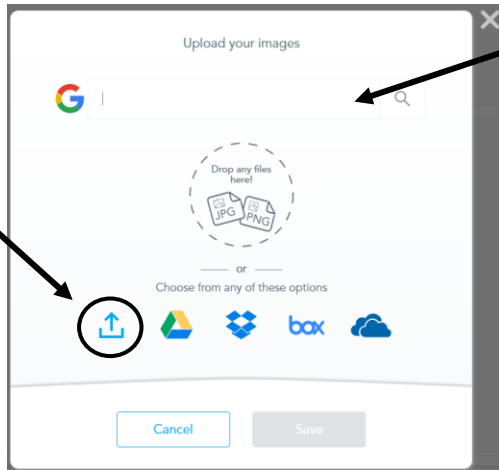 Upload your images
G
Drop any files
here!
JPG PNG
or
Choose from any of these options
box
Cancel Save